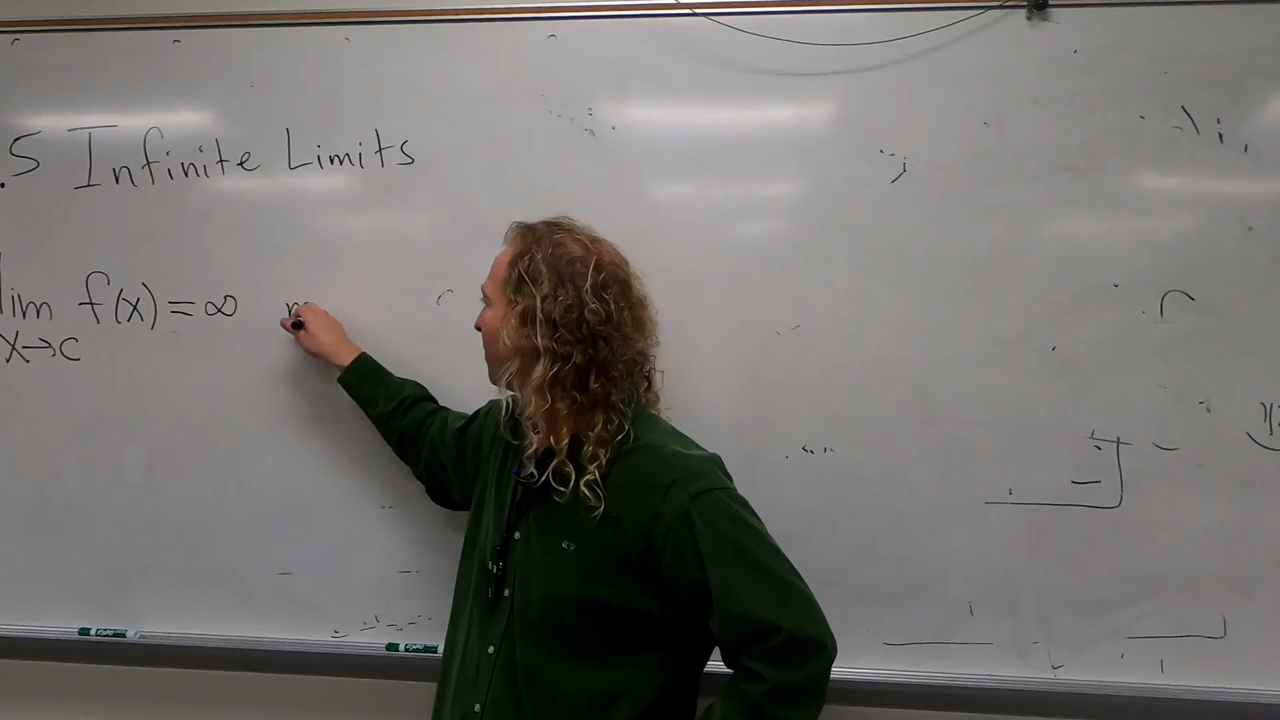 .5 Infinite Limits
lim f(x) = ∞ m
x→c